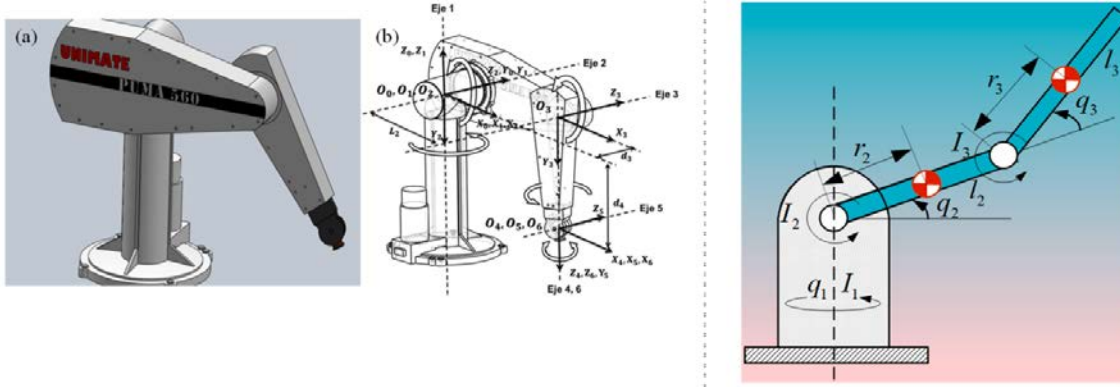 (a)
UNIMATE
PUMA 560
(b)
Eje 1
Z₀, Z₁
Eje 2
Z₂, Y₀, Y₁
O₀, O₁, O₂
Z₃
Eje 3
O₃
X₃
L₂
Y₂
d₃
Y₃
d₄
Z₅
Eje 5
O₄, O₅, O₆
X₄, X₅, X₆
Z₄, Z₆, Y₅
Eje 4, 6
l₃
r₃
q₃
I₃
r₂
l₂
I₂
q₂
q₁
I₁